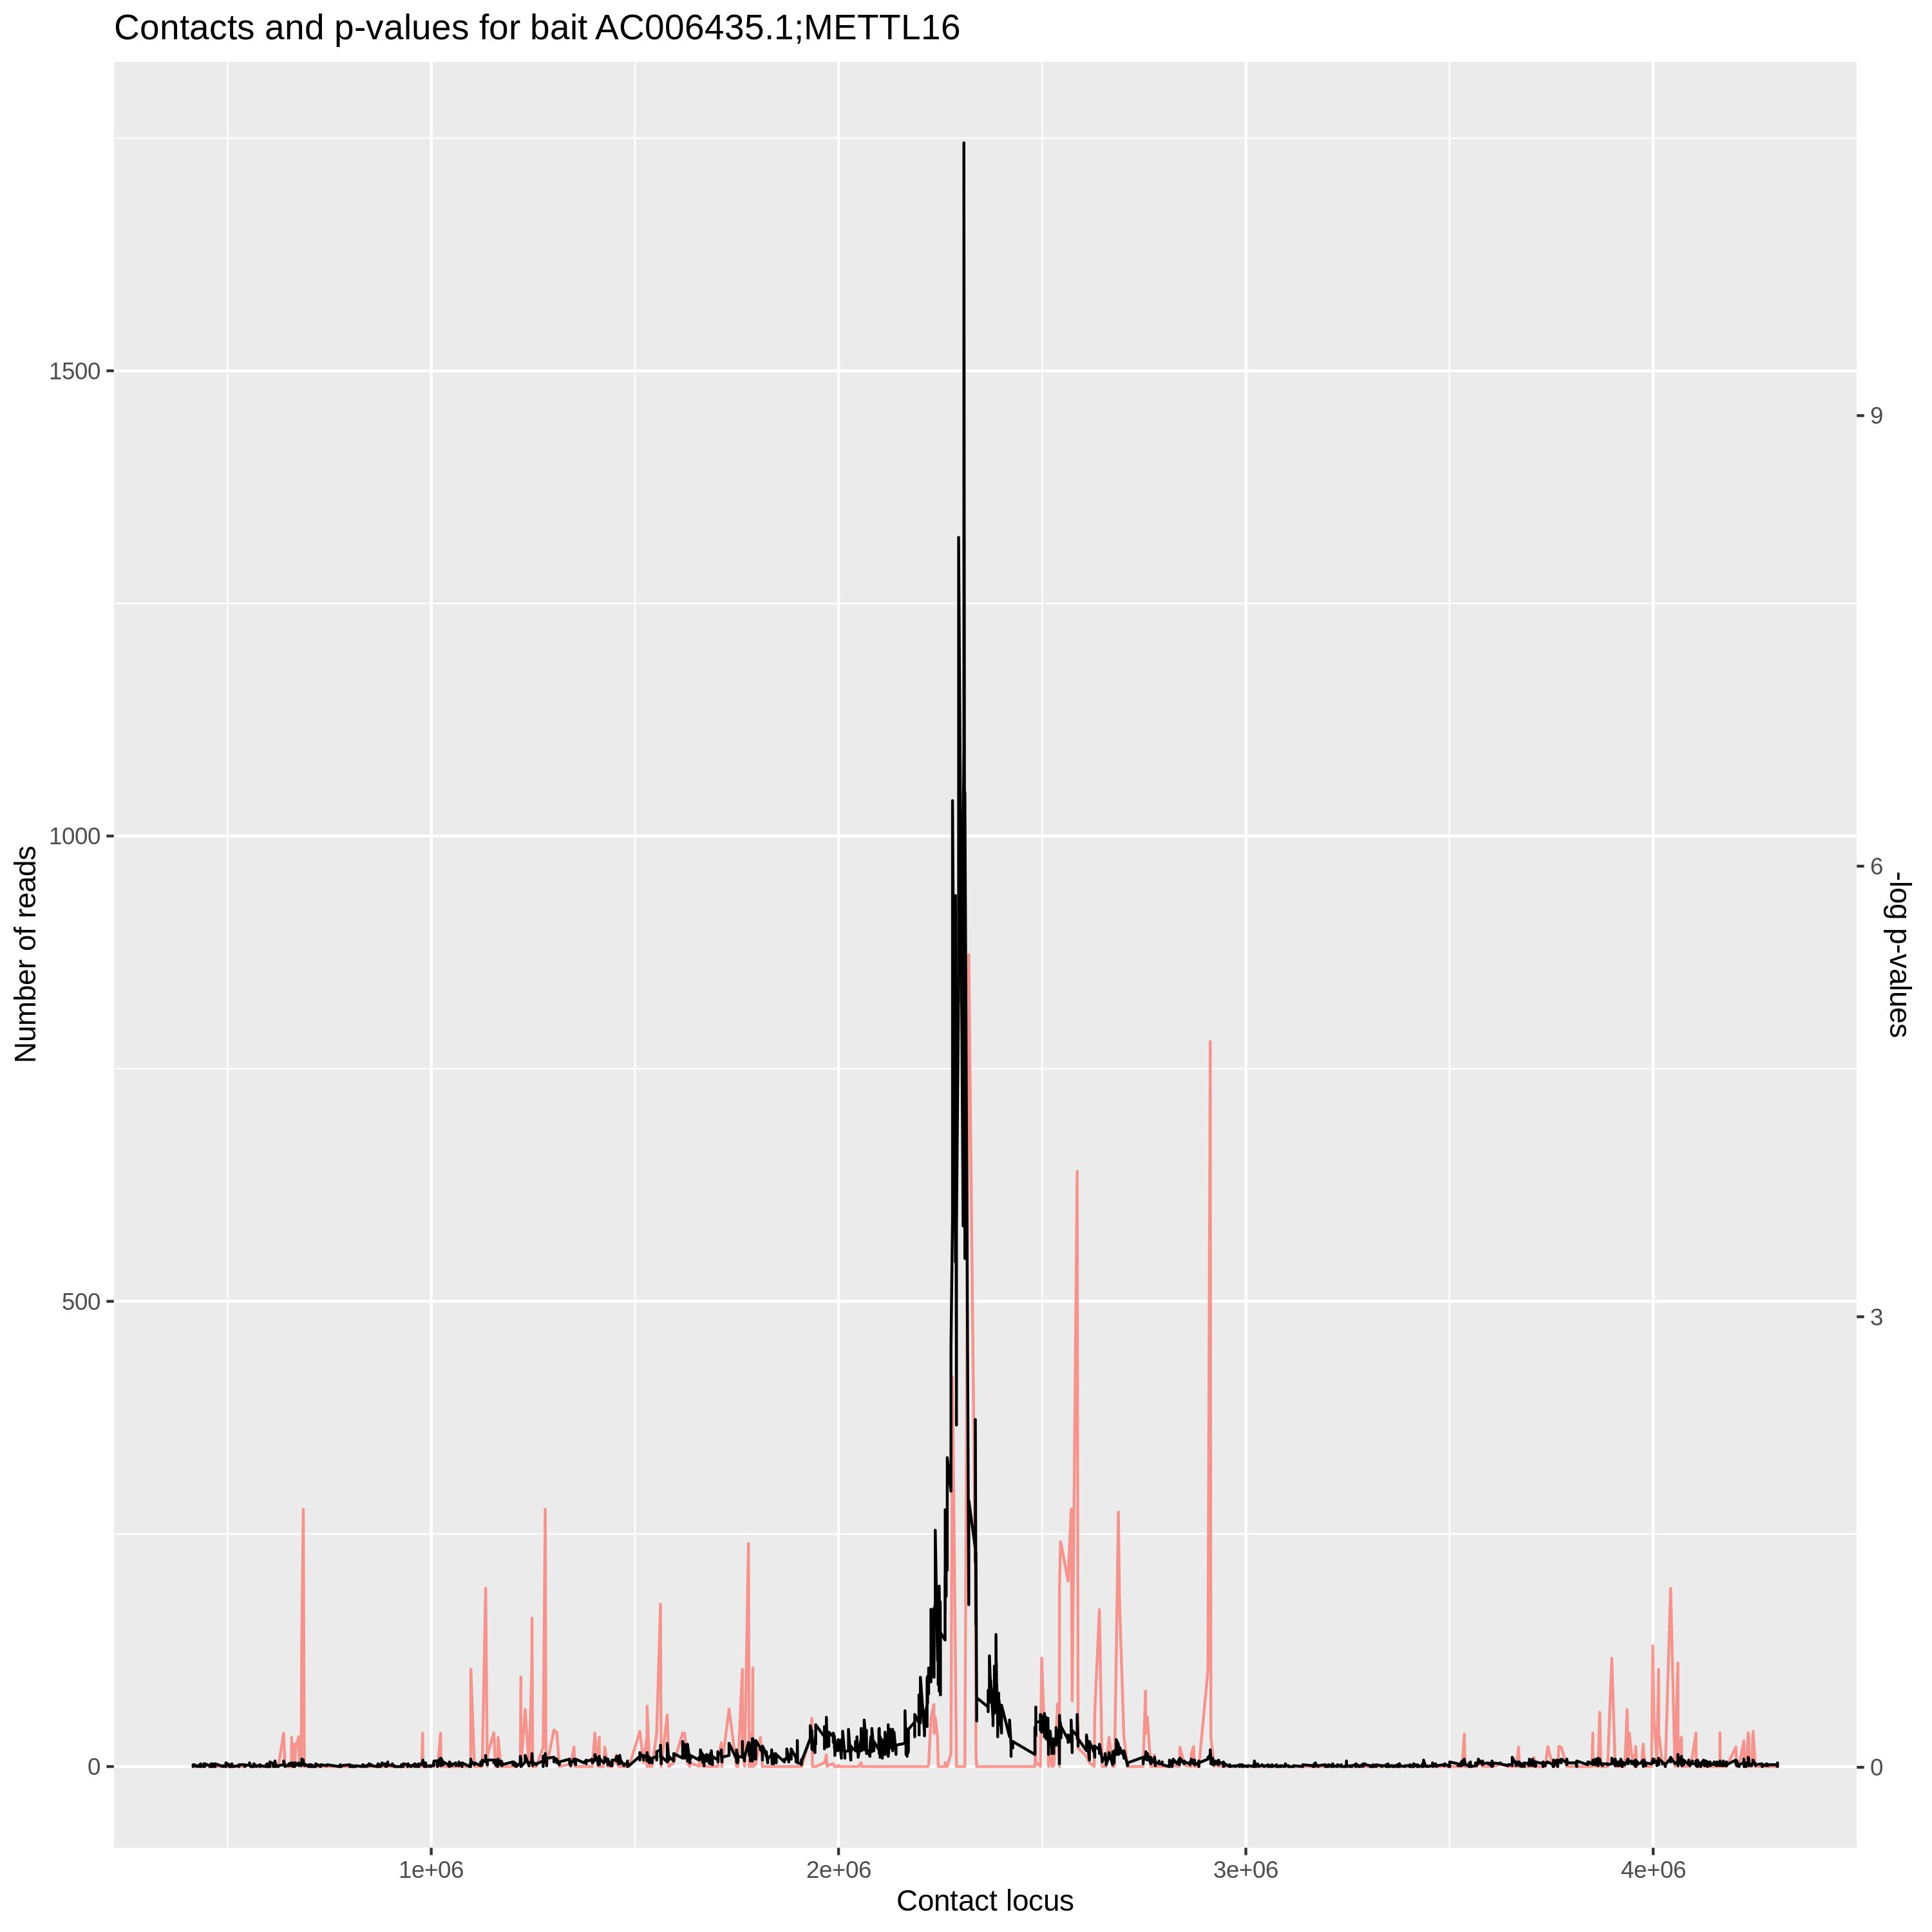 Contacts and p-values for bait AC006435.1;METTL16
1500
1000
500
0
Number of reads
9
6
3
0
-log p-values
1e+06
2e+06
3e+06
4e+06
Contact locus